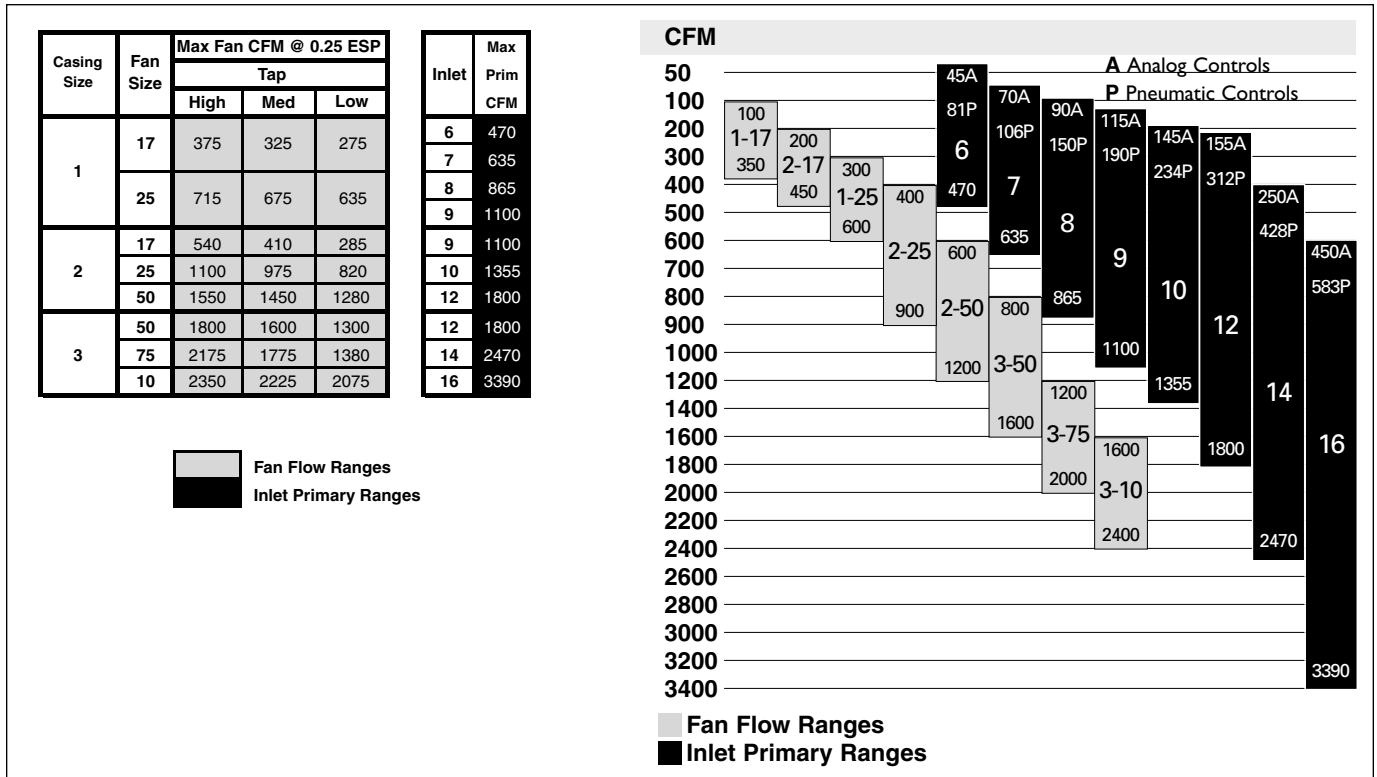 Casing Size Fan Size Max Fan CFM @ 0.25 ESP
Tap
High Med Low
1 17 375 325 275
25 715 675 635
2 17 540 410 285
25 1100 975 820
50 1550 1450 1280
3 50 1800 1600 1300
75 2175 1775 1380
10 2350 2225 2075
Inlet Max Prim CFM
6 470
7 635
8 865
9 1100
9 1100
10 1355
12 1800
12 1800
14 2470
16 3390
Fan Flow Ranges
Inlet Primary Ranges
CFM
A Analog Controls
P Pneumatic Controls
50
100
200
300
400
500
600
700
800
900
1000
1200
1400
1600
1800
2000
2200
2400
2600
2800
3000
3200
3400
100
1-17
350
200
2-17
450
300
1-25
600
400
2-25
900
600
2-50
1200
800
3-50
1600
1200
3-75
2000
1600
3-10
2400
45A
81P
6
470
70A
106P
7
635
90A
150P
8
865
115A
190P
9
1100
145A
234P
10
1355
155A
312P
12
1800
250A
428P
14
2470
450A
583P
16
3390
Fan Flow Ranges
Inlet Primary Ranges